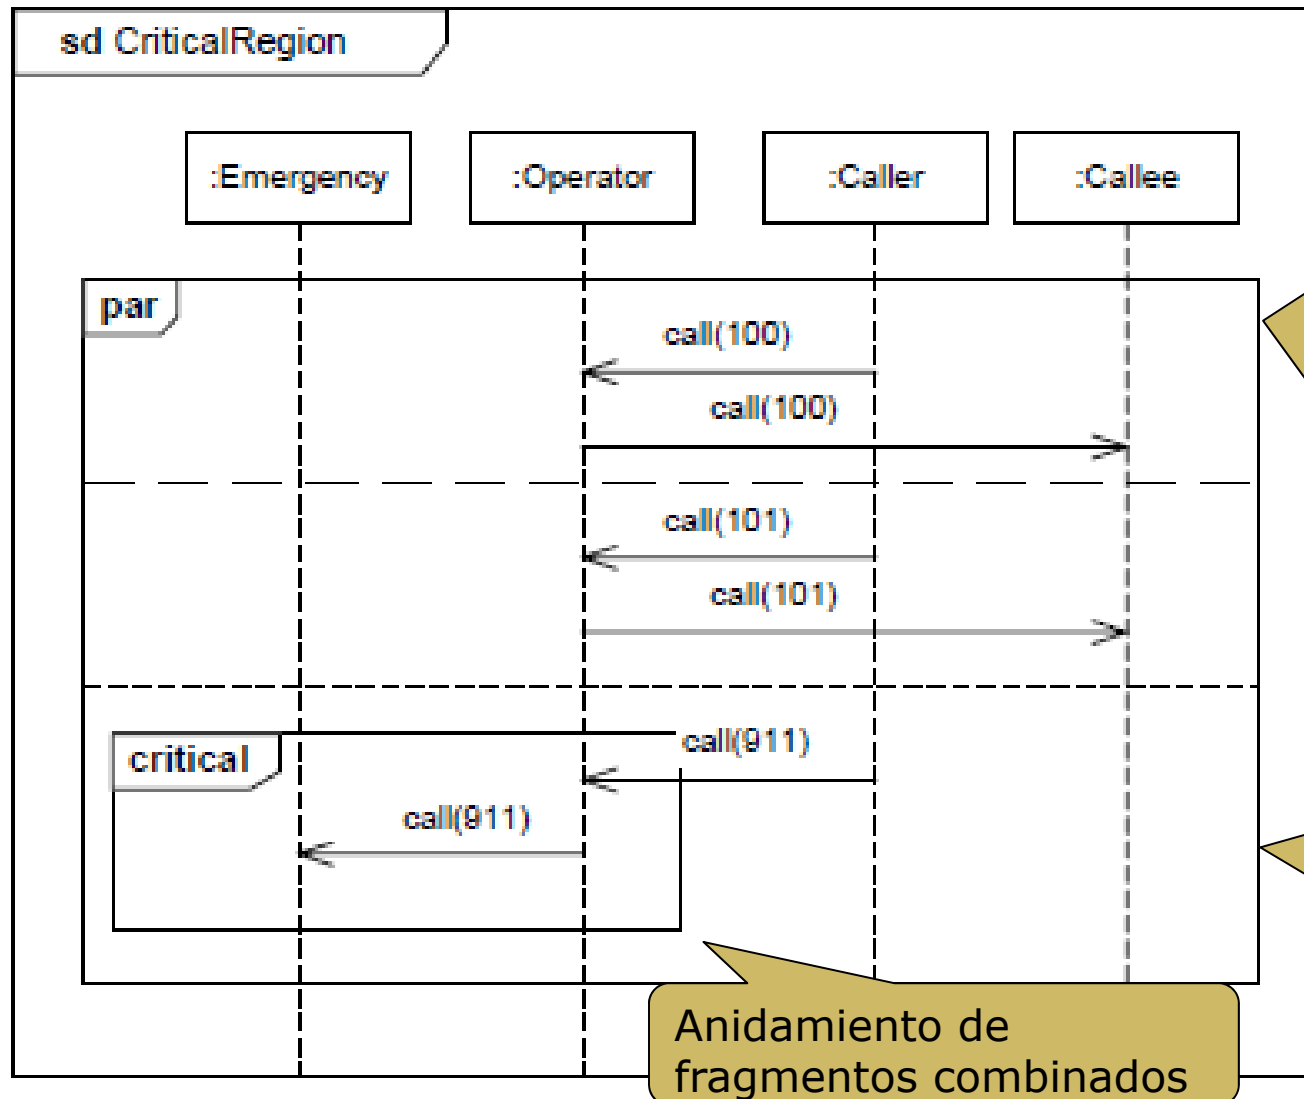 sd CriticalRegion
:Emergency
:Operator
:Caller
:Callee
par
call(100)
call(100)
call(101)
call(101)
critical
call(911)
call(911)
Anidamiento de
fragmentos combinados